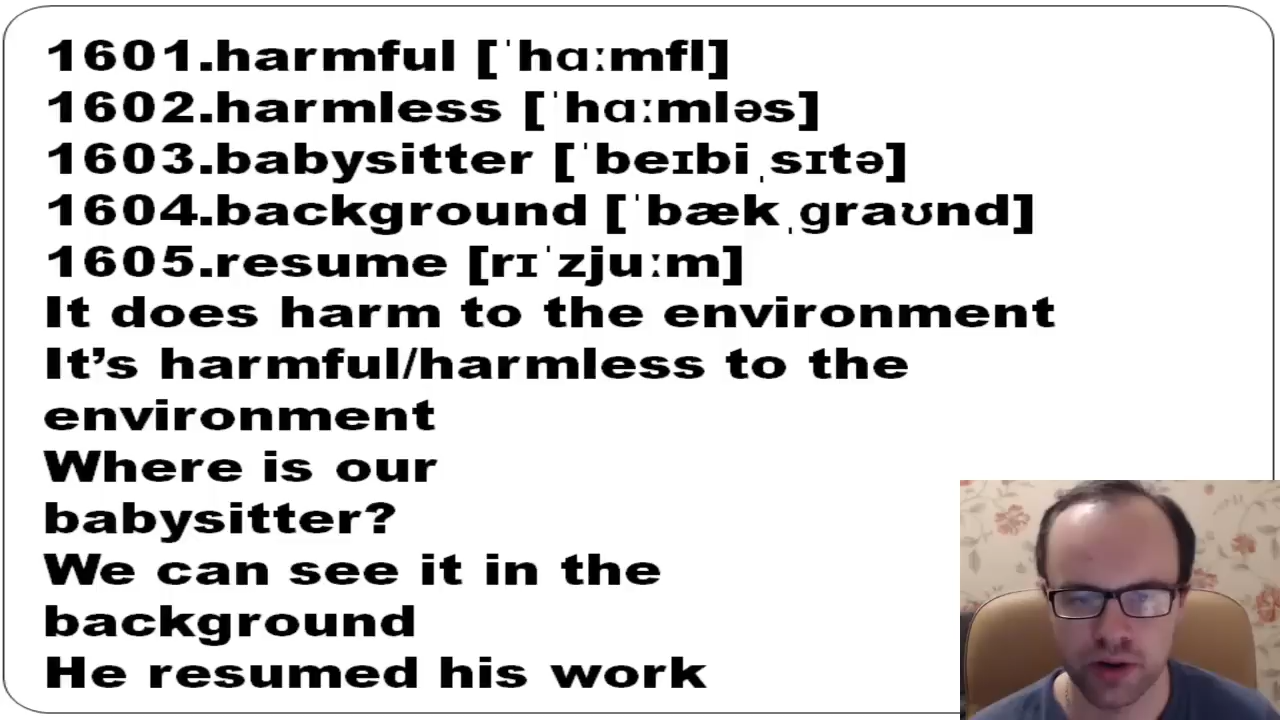 1601.harmful [ˈhɑːmfl]
1602.harmless [ˈhɑːmləs]
1603.babysitter [ˈbeɪbiˌsɪtə]
1604.background [ˈbækˌɡraʊnd]
1605.resume [rɪˈzjuːm]
It does harm to the environment
It’s harmful/harmless to the
environment
Where is our
babysitter?
We can see it in the
background
He resumed his work